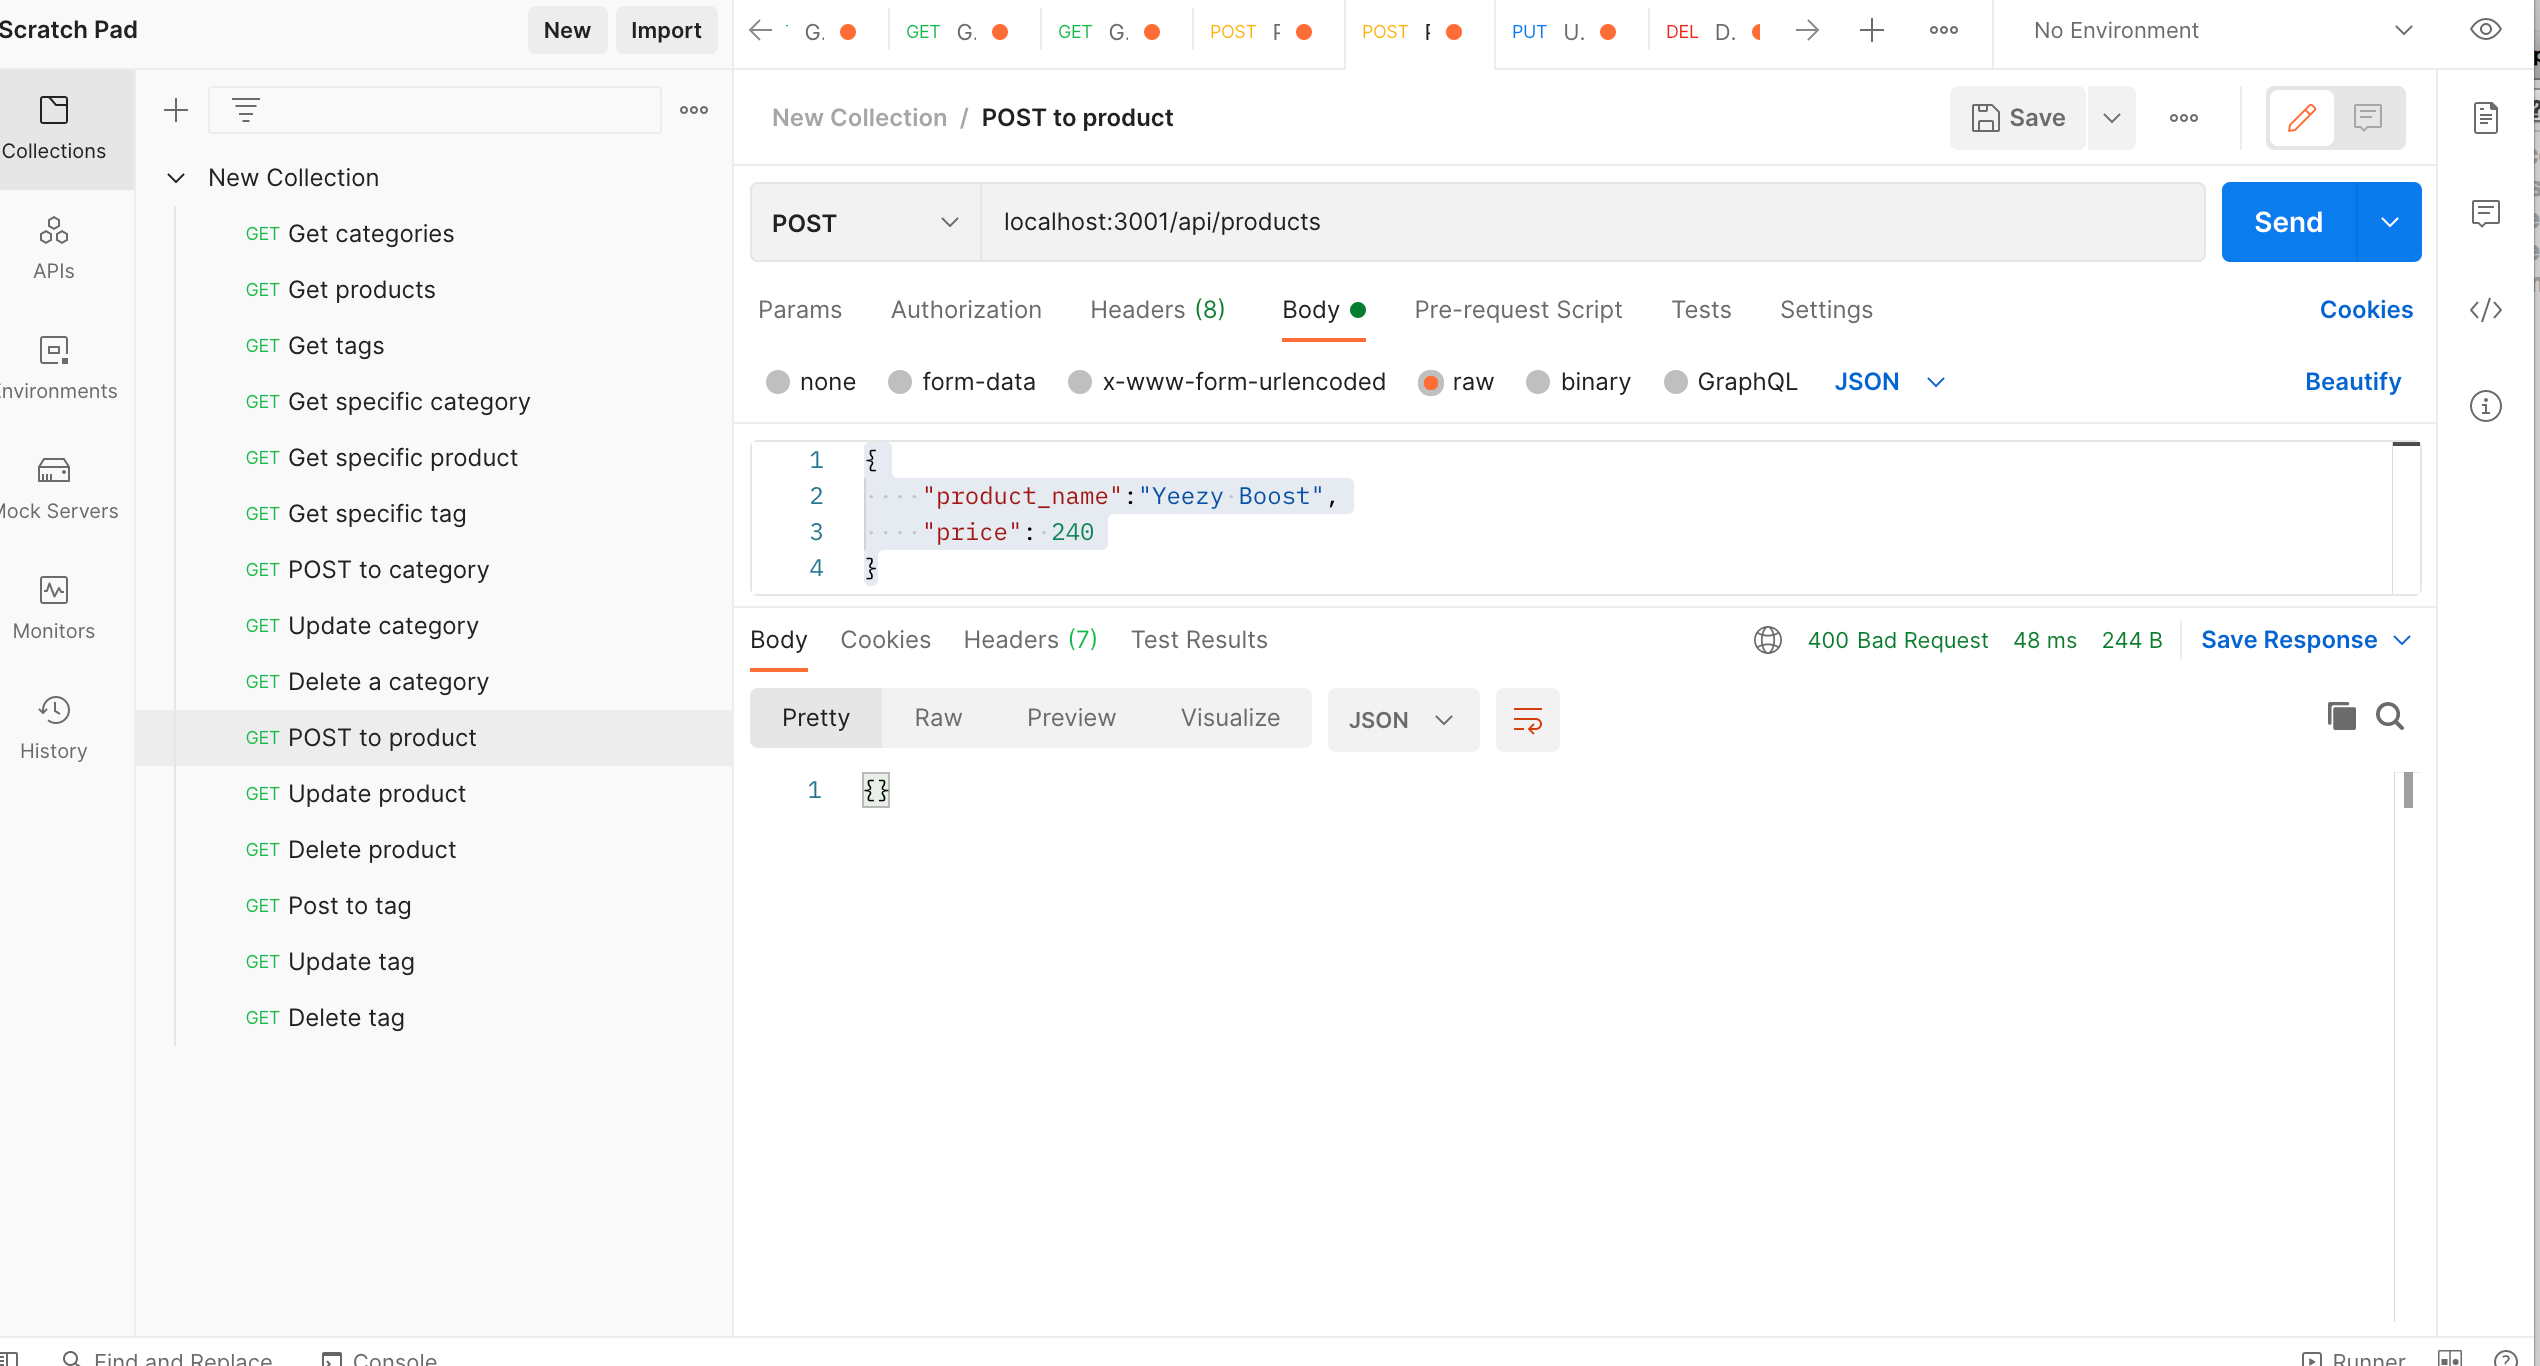 Scratch Pad
New Import
G. GET G. GET G. POST POST PUT U. DEL D.
No Environment
Collections
APIs
Environments
Mock Servers
Monitors
History
New Collection
GET Get categories
GET Get products
GET Get tags
GET Get specific category
GET Get specific product
GET Get specific tag
GET POST to category
GET Update category
GET Delete a category
GET POST to product
GET Update product
GET Delete product
GET Post to tag
GET Update tag
GET Delete tag
New Collection / POST to product
Save
POST localhost:3001/api/products
Send
Params Authorization Headers (8) Body Pre-request Script Tests Settings Cookies
none form-data x-www-form-urlencoded raw binary GraphQL JSON Beautify
1 {
2 "product_name":"Yeezy Boost",
3 "price": 240
4 }
Body Cookies Headers (7) Test Results 400 Bad Request 48 ms 244 B Save Response
Pretty Raw Preview Visualize JSON
1 {}
Find and Replace Console Runner